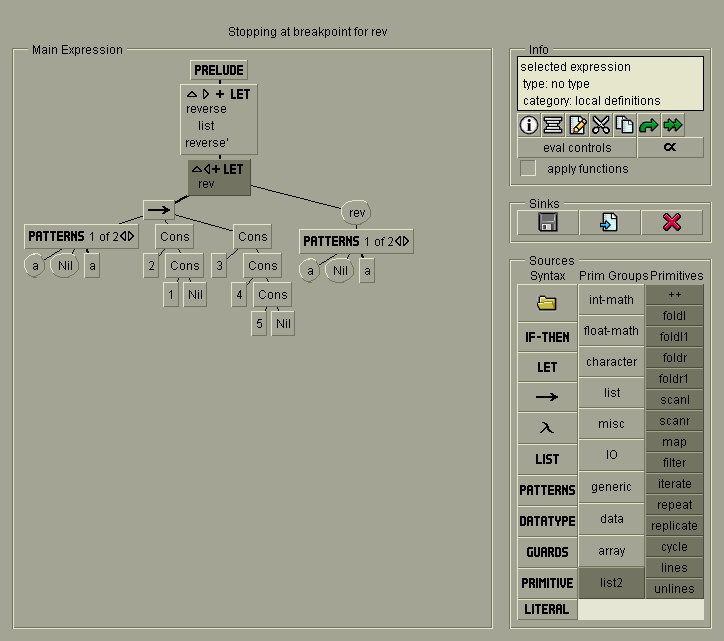 Stopping at breakpoint for rev
Main Expression
PRELUDE
+ LET
reverse
list
reverse'
+ LET
rev
→
rev
PATTERNS 1 of 2
Cons
Cons
PATTERNS 1 of 2
a
Nil
a
2
Cons
3
Cons
a
Nil
a
1
Nil
4
Cons
5
Nil
Info
selected expression
type: no type
category: local definitions
eval controls
∝
apply functions
Sinks
Sources
Syntax
Prim Groups
Primitives
IF-THEN
LET
→
λ
LIST
PATTERNS
DATATYPE
GUARDS
PRIMITIVE
LITERAL
int-math
float-math
character
list
misc
IO
generic
data
array
list2
++
foldl
foldl1
foldr
foldr1
scanl
scanr
map
filter
iterate
repeat
replicate
cycle
lines
unlines